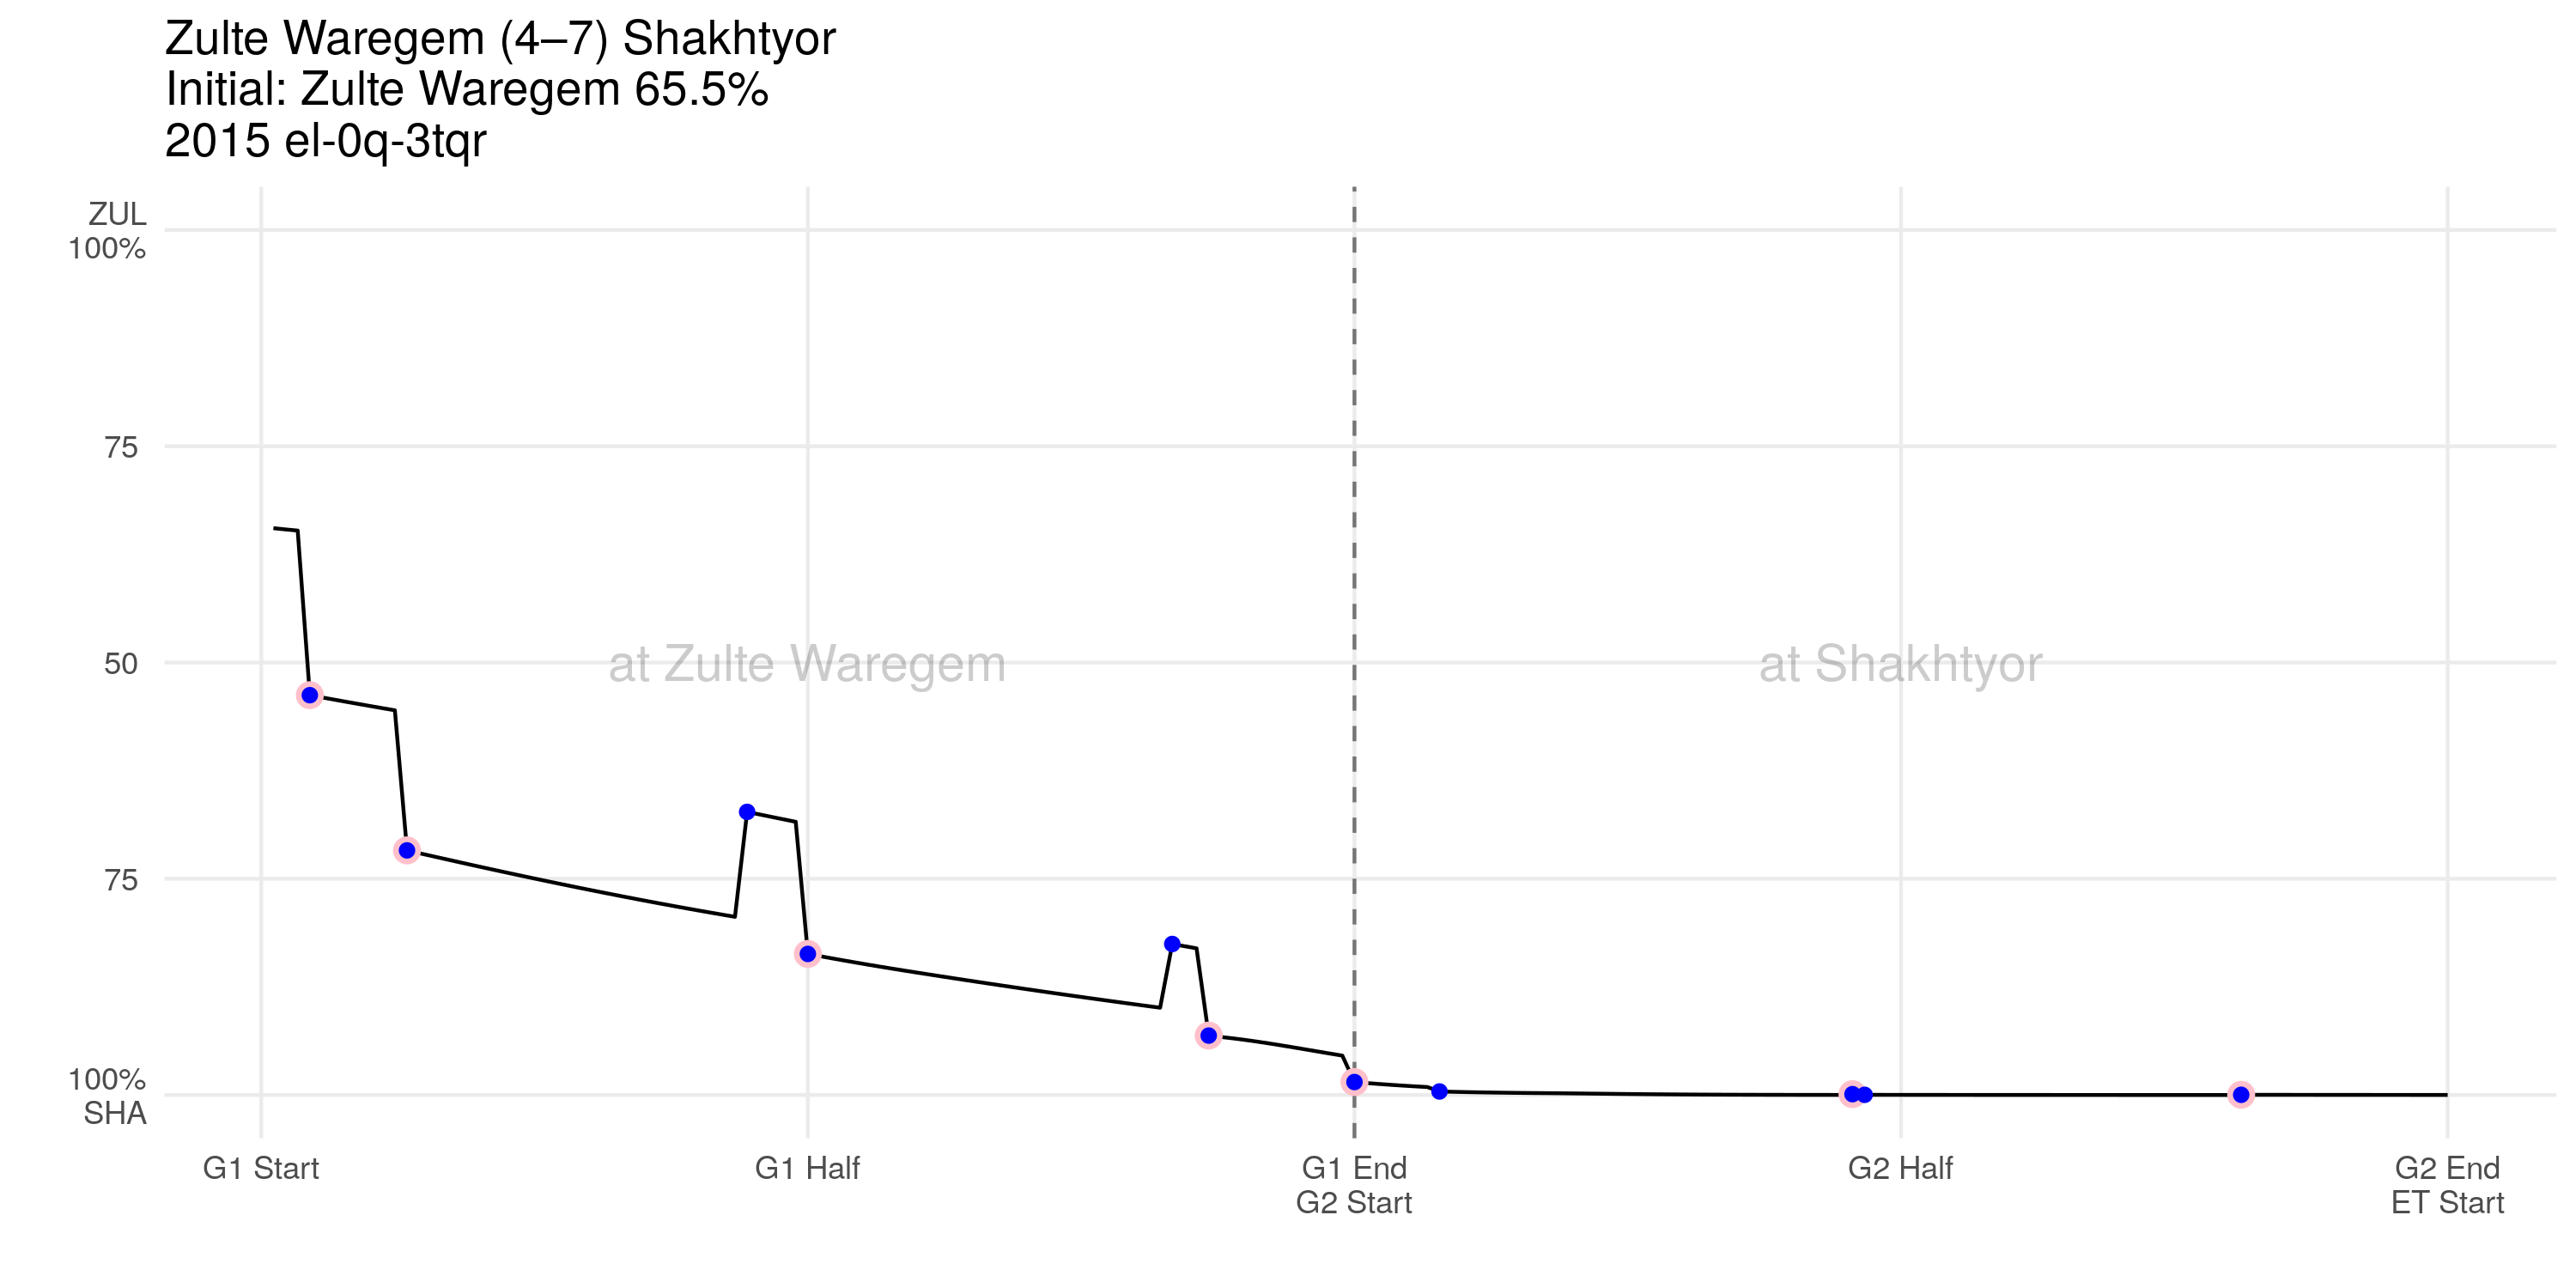 Zulte Waregem (4–7) Shakhtyor
Initial: Zulte Waregem 65.5%
2015 el-0q-3tqr
ZUL
100%
75
50
75
100%
SHA
at Zulte Waregem
at Shakhtyor
G1 Start
G1 Half
G1 End
G2 Start
G2 Half
G2 End
ET Start